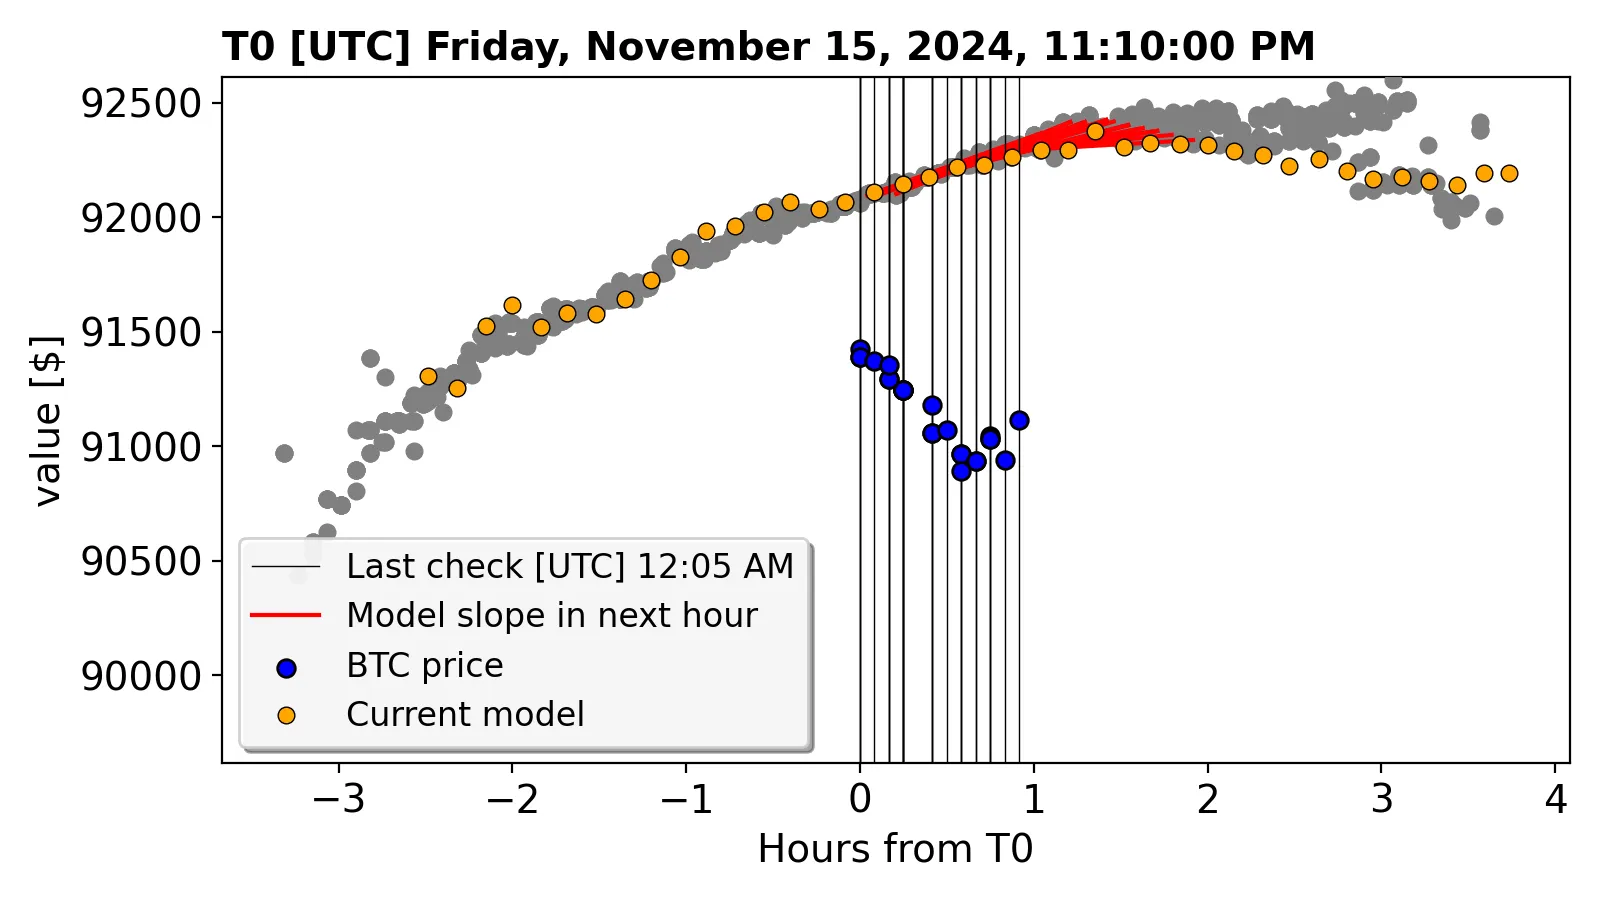 T0 [UTC] Friday, November 15, 2024, 11:10:00 PM
92500
92000
91500
91000
90500
90000
value [$]
Last check [UTC] 12:05 AM
Model slope in next hour
BTC price
Current model
−3 −2 −1 0 1 2 3 4
Hours from T0